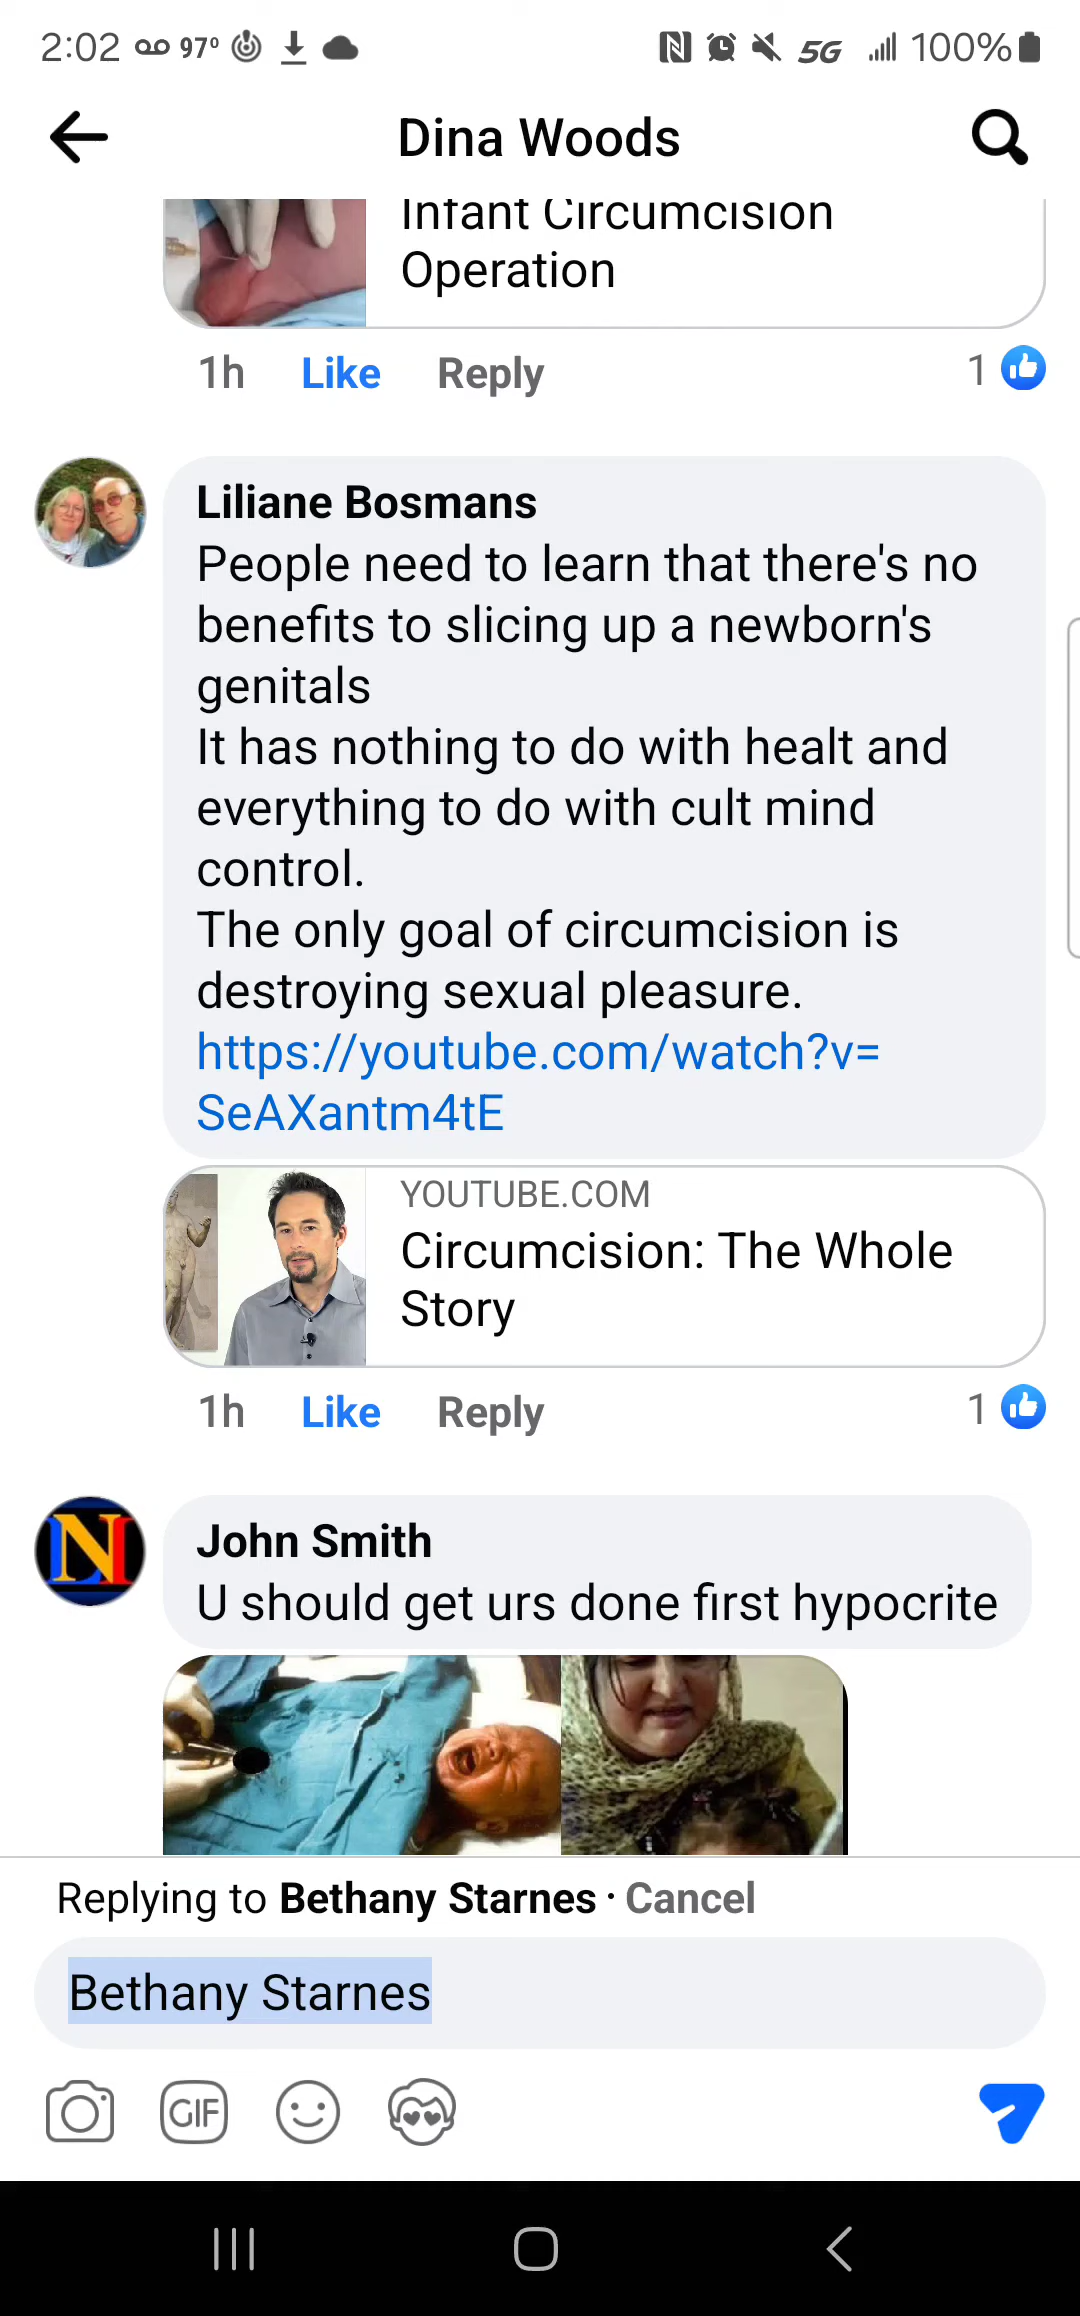 2:02 97° 5G 100%
Dina Woods
Infant Circumcision
Operation
1h Like Reply 1
Liliane Bosmans
People need to learn that there's no
benefits to slicing up a newborn's
genitals
It has nothing to do with healt and
everything to do with cult mind
control.
The only goal of circumcision is
destroying sexual pleasure.
https://youtube.com/watch?v=
SeAXantm4tE
YOUTUBE.COM
Circumcision: The Whole
Story
1h Like Reply 1
N
John Smith
U should get urs done first hypocrite
Replying to Bethany Starnes · Cancel
Bethany Starnes
GIF